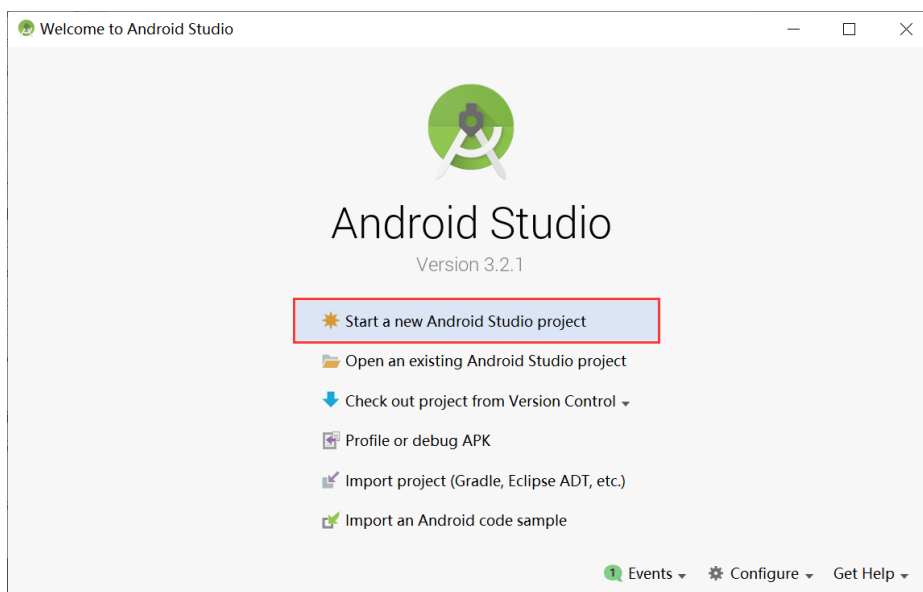 Welcome to Android Studio
Android Studio
Version 3.2.1
Start a new Android Studio project
Open an existing Android Studio project
Check out project from Version Control
Profile or debug APK
Import project (Gradle, Eclipse ADT, etc.)
Import an Android code sample
1 Events Configure Get Help